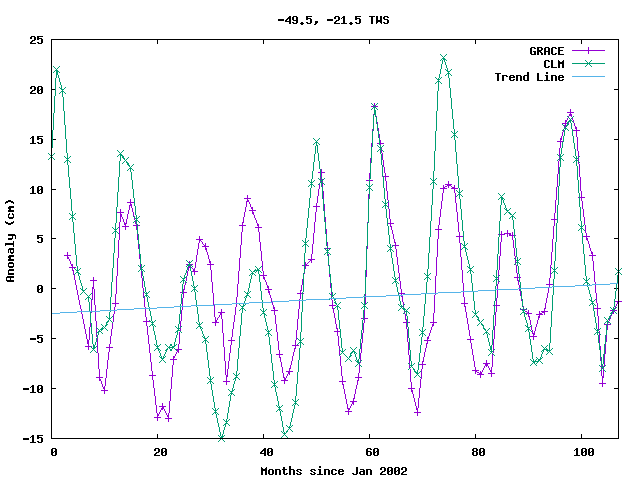 -49.5, -21.5 TWS
GRACE
CLM
Trend Line
25
20
15
10
5
0
-5
-10
-15
Anomaly (cm)
0 20 40 60 80 100
Months since Jan 2002